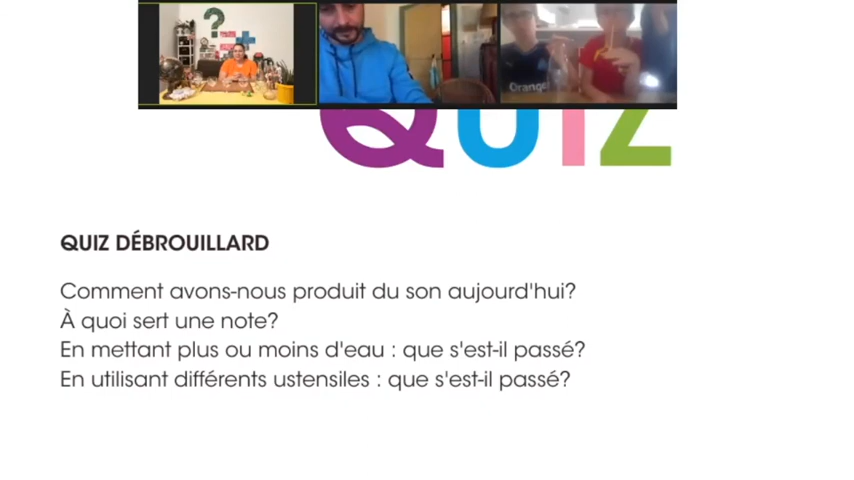 Orange
QUIZ
QUIZ DÉBROUILLARD
Comment avons-nous produit du son aujourd'hui?
À quoi sert une note?
En mettant plus ou moins d'eau : que s'est-il passé?
En utilisant différents ustensiles : que s'est-il passé?